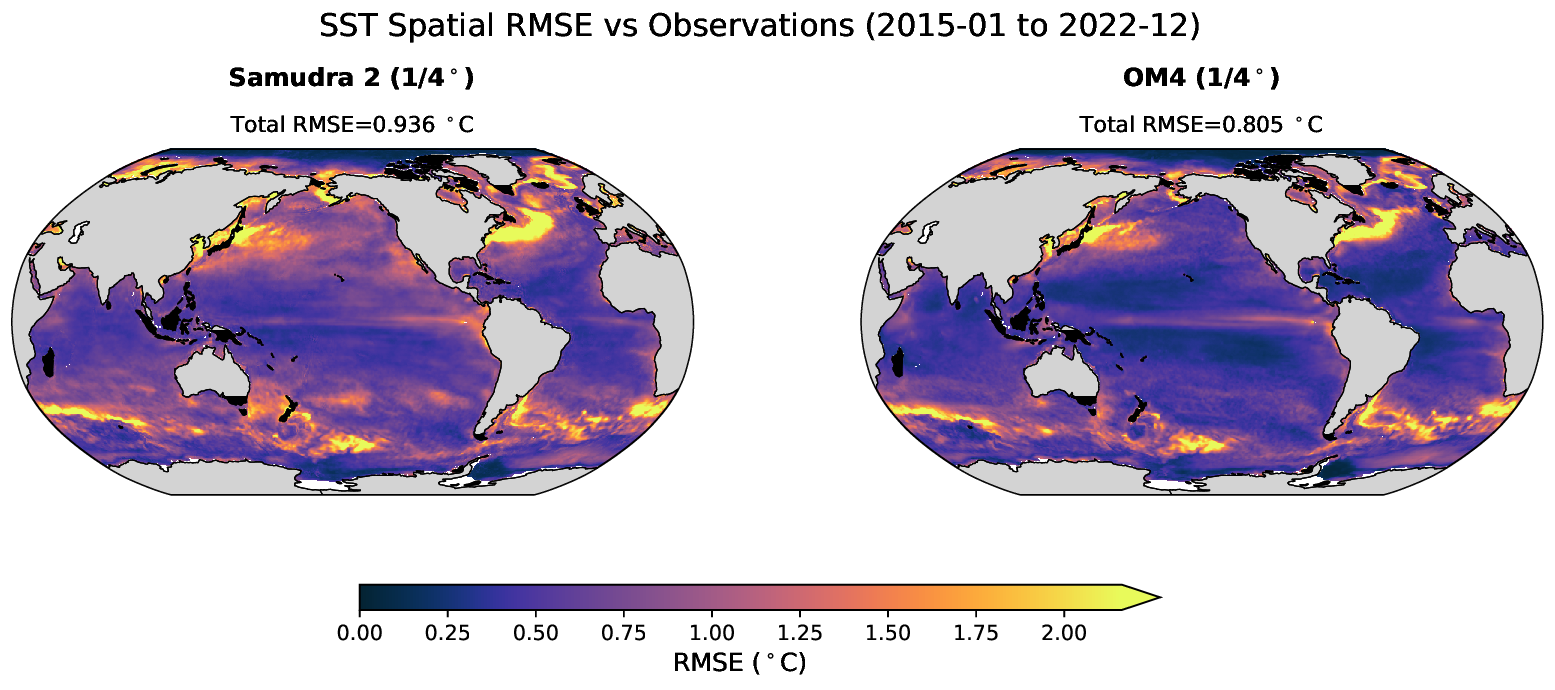 SST Spatial RMSE vs Observations (2015-01 to 2022-12)
Samudra 2 (1/4°)
Total RMSE=0.936 °C
OM4 (1/4°)
Total RMSE=0.805 °C
0.00 0.25 0.50 0.75 1.00 1.25 1.50 1.75 2.00
RMSE (°C)